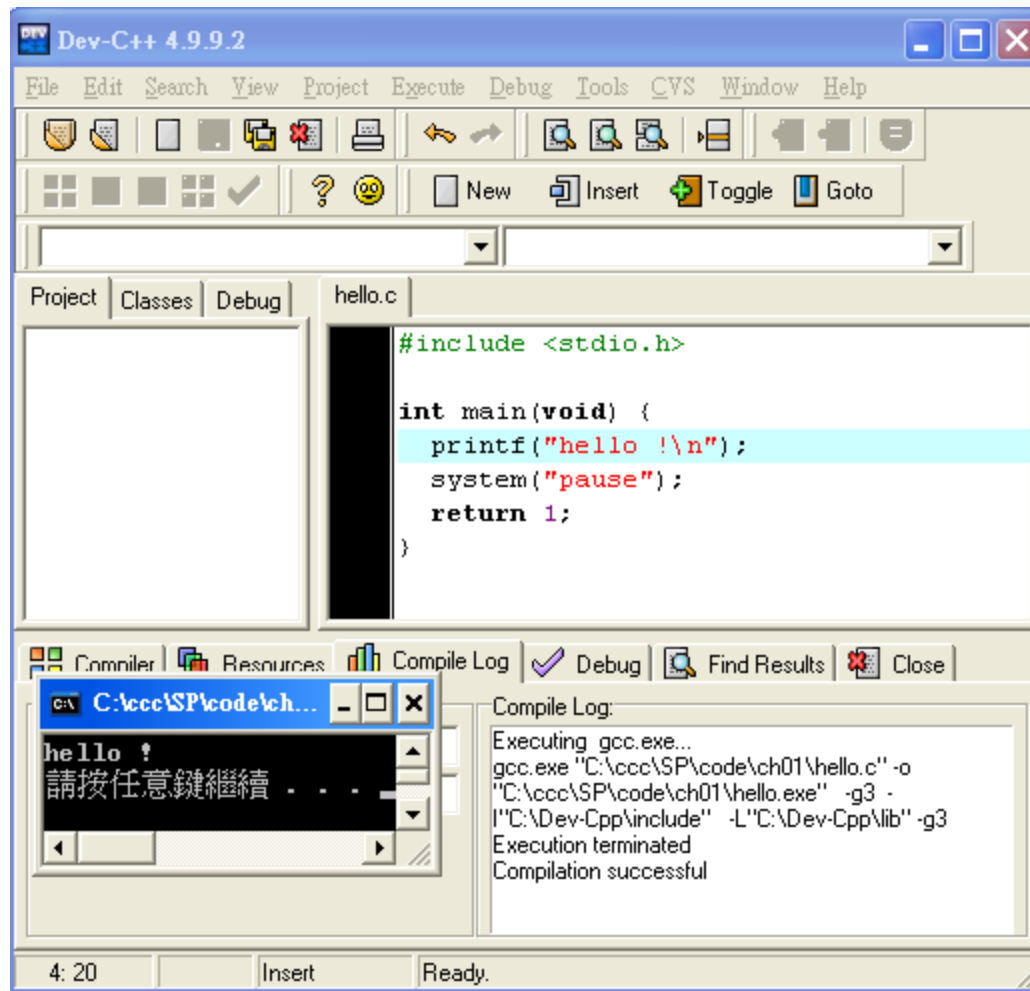 Dev-C++ 4.9.9.2
File Edit Search View Project Execute Debug Tools CVS Window Help
New Insert Toggle Goto
Project Classes Debug
hello.c
#include <stdio.h>
int main(void) {
printf("hello !\n");
system("pause");
return 1;
}
Compiler Resources Compile Log Debug Find Results Close
C:\ccc\SP\code\ch...
hello !
請按任意鍵繼續 . . .
Compile Log:
Executing gcc.exe...
gcc.exe "C:\ccc\SP\code\ch01\hello.c" -o
"C:\ccc\SP\code\ch01\hello.exe" -g3 -
I"C:\Dev-Cpp\include" -L"C:\Dev-Cpp\lib" -g3
Execution terminated
Compilation successful
4: 20 Insert Ready.